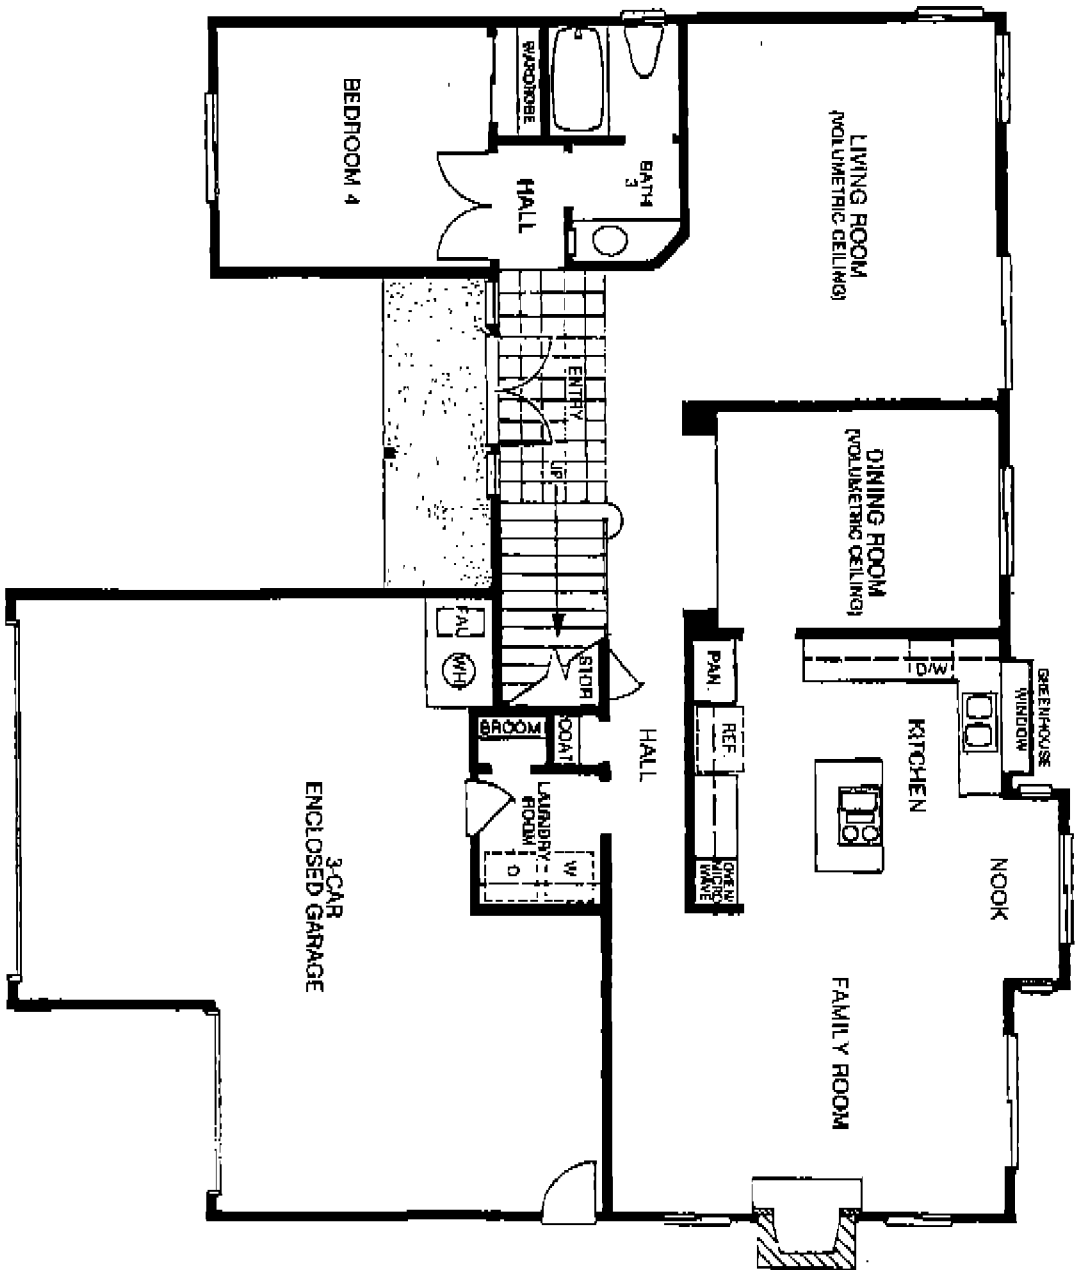 BEDROOM 4
WARDROBE
BATH
3
HALL
LIVING ROOM
(VOLUMETRIC CEILING)
ENTRY
UP
DINING ROOM
(VOLUMETRIC CEILING)
FAU
WH
STOR
BROOM
COAT
HALL
PAN.
REF.
D/W
GREENHOUSE
WINDOW
KITCHEN
LAUNDRY
ROOM
D
W
OVEN
MICRO
WAVE
NOOK
3-CAR
ENCLOSED GARAGE
FAMILY ROOM